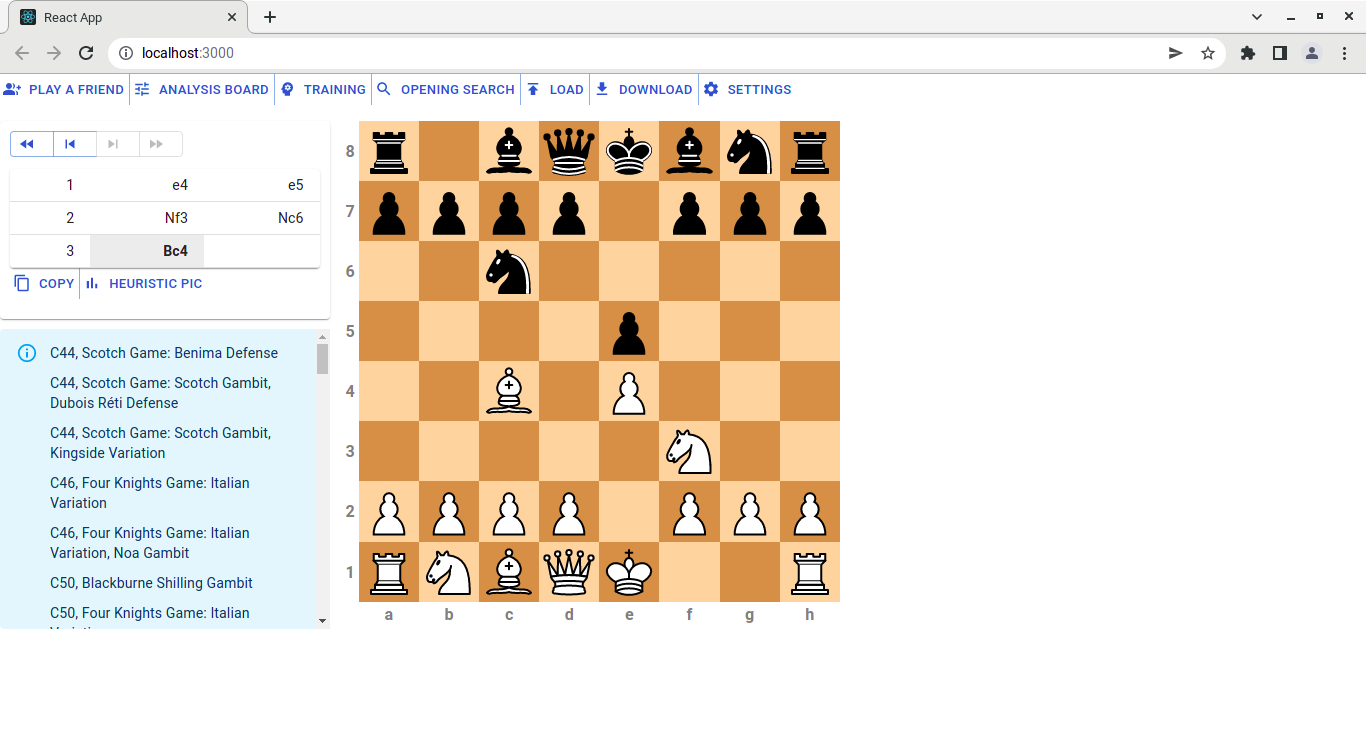 React App
localhost:3000
PLAY A FRIEND ANALYSIS BOARD TRAINING OPENING SEARCH LOAD DOWNLOAD SETTINGS
1 e4 e5
2 Nf3 Nc6
3 Bc4
COPY HEURISTIC PIC
C44, Scotch Game: Benima Defense
C44, Scotch Game: Scotch Gambit,
Dubois Réti Defense
C44, Scotch Game: Scotch Gambit,
Kingside Variation
C46, Four Knights Game: Italian
Variation
C46, Four Knights Game: Italian
Variation, Noa Gambit
C50, Blackburne Shilling Gambit
C50, Four Knights Game: Italian
8
7
6
5
4
3
2
1
a b c d e f g h